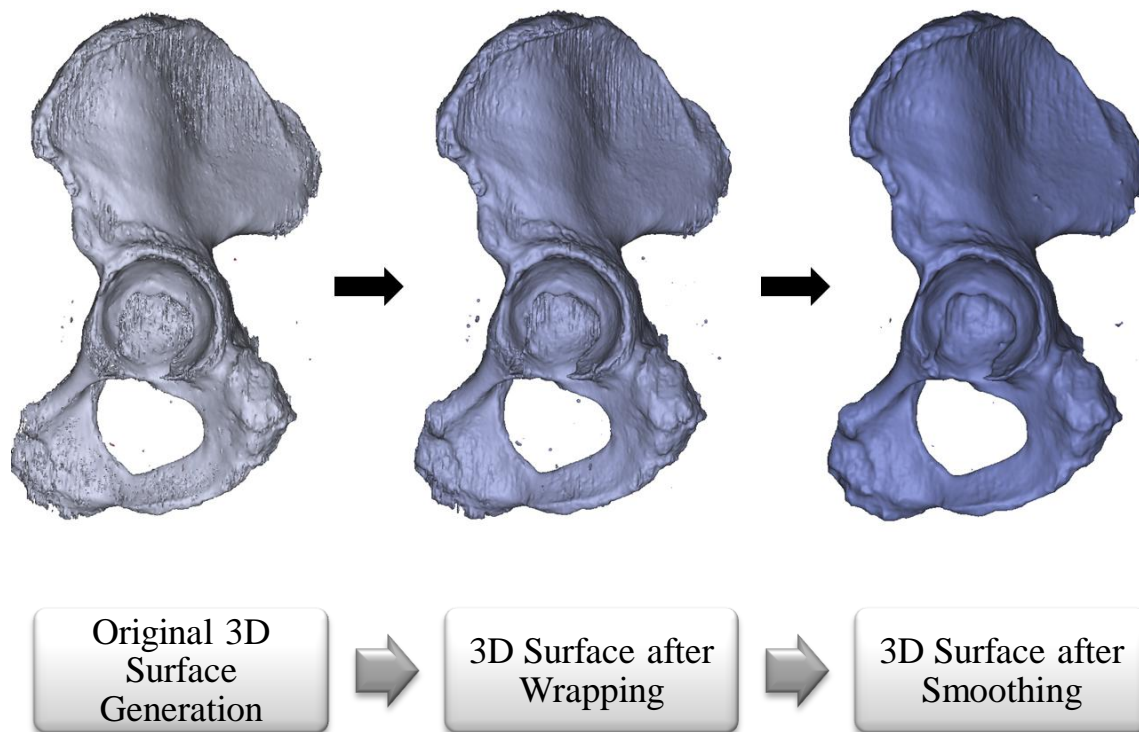 Original 3D
Surface
Generation
3D Surface after
Wrapping
3D Surface after
Smoothing